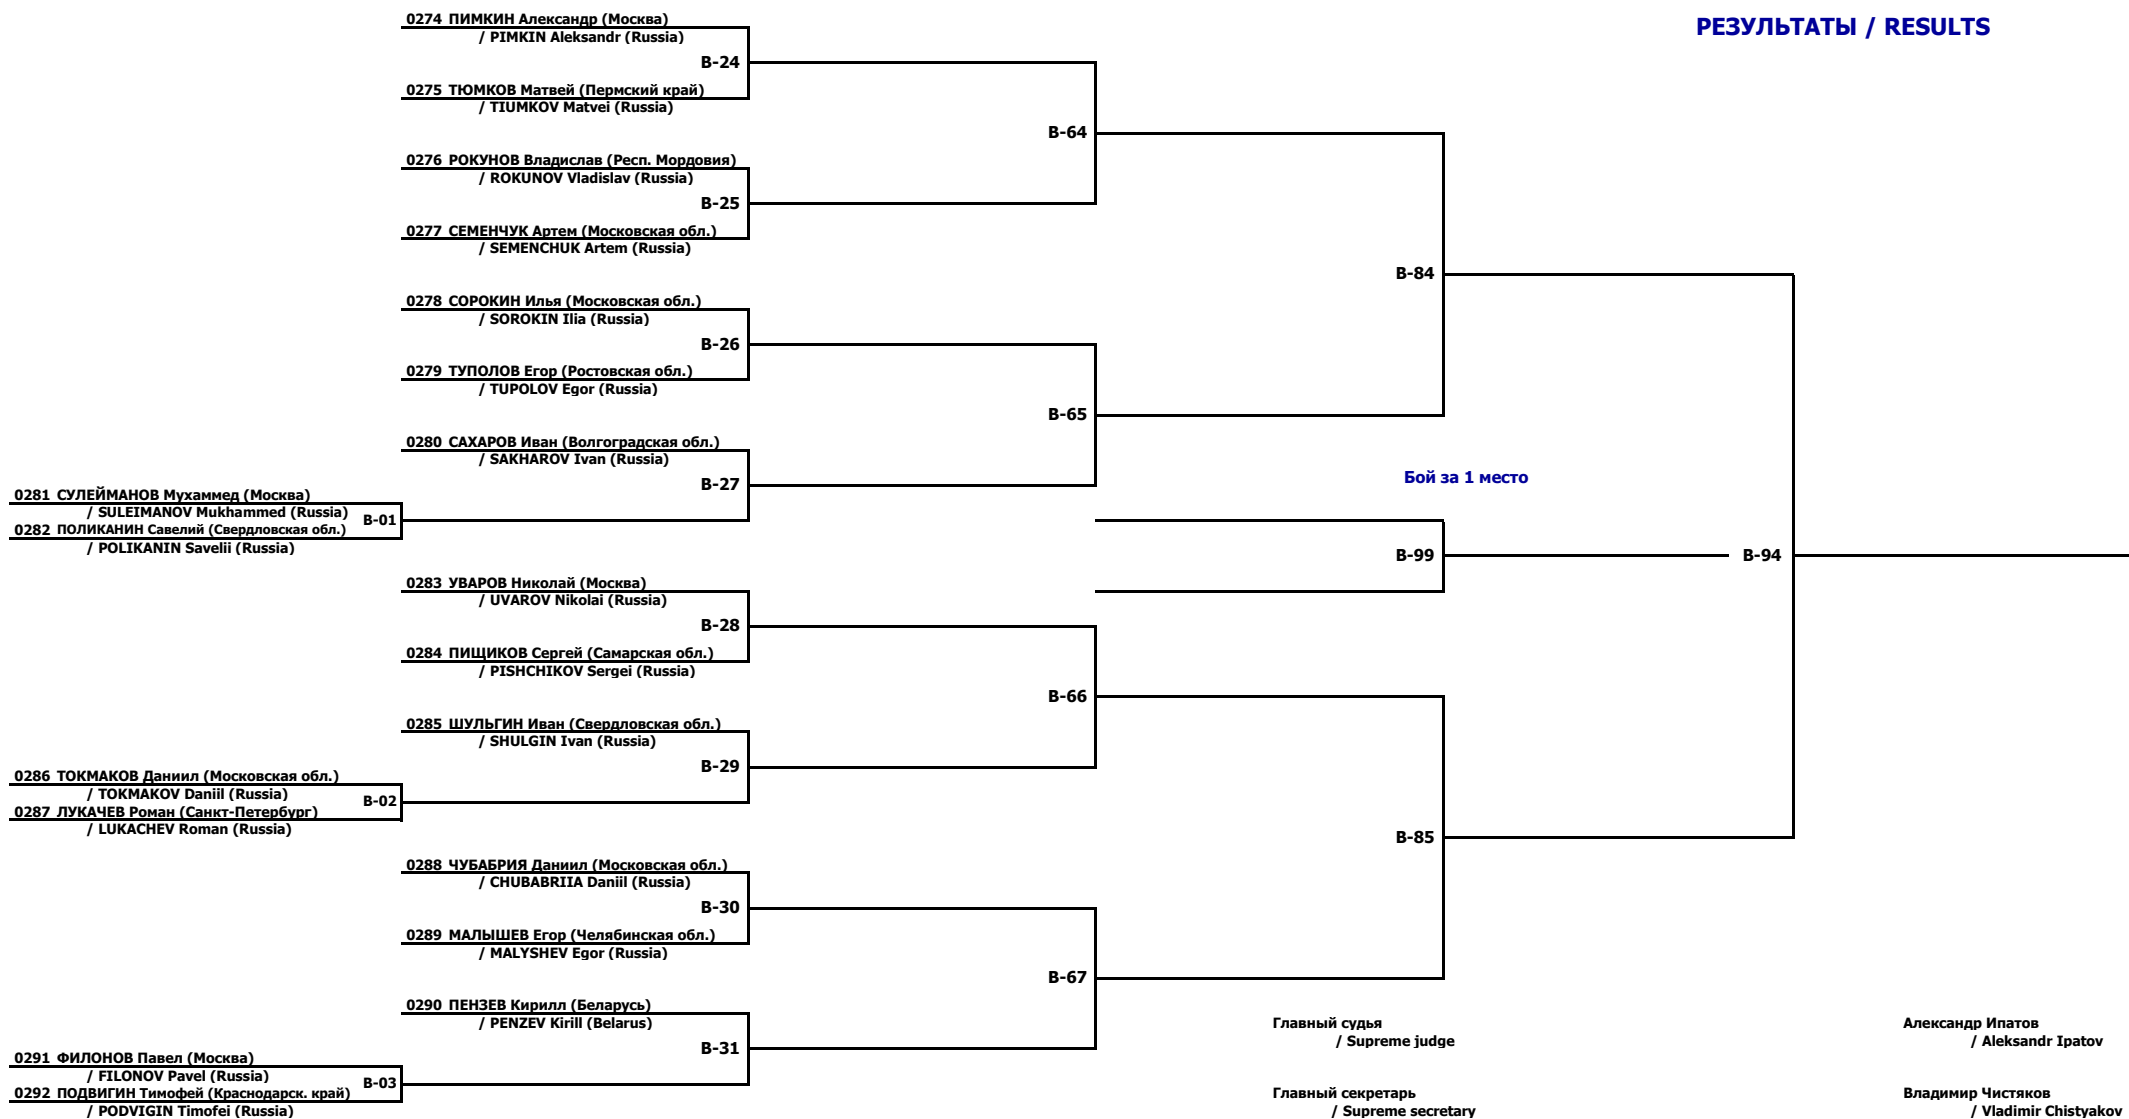 РЕЗУЛЬТАТЫ / RESULTS
0274 ПИМКИН Александр (Москва)
/ PIMKIN Aleksandr (Russia)
B-24
0275 ТЮМКОВ Матвей (Пермский край)
/ TIUMKOV Matvei (Russia)
B-64
0276 РОКУНОВ Владислав (Респ. Мордовия)
/ ROKUNOV Vladislav (Russia)
B-25
0277 СЕМЕНЧУК Артем (Московская обл.)
/ SEMENCHUK Artem (Russia)
B-84
0278 СОРОКИН Илья (Московская обл.)
/ SOROKIN Ilia (Russia)
B-26
0279 ТУПОЛОВ Егор (Ростовская обл.)
/ TUPOLOV Egor (Russia)
B-65
0280 САХАРОВ Иван (Волгоградская обл.)
/ SAKHAROV Ivan (Russia)
B-27
Бой за 1 место
0281 СУЛЕЙМАНОВ Мухаммед (Москва)
/ SULEIMANOV Mukhammed (Russia)
B-01
0282 ПОЛИКАНИН Савелий (Свердловская обл.)
/ POLIKANIN Savelii (Russia)
B-99
B-94
0283 УВАРОВ Николай (Москва)
/ UVAROV Nikolai (Russia)
B-28
0284 ПИЩИКОВ Сергей (Самарская обл.)
/ PISHCHIKOV Sergei (Russia)
B-66
0285 ШУЛЬГИН Иван (Свердловская обл.)
/ SHULGIN Ivan (Russia)
B-29
0286 ТОКМАКОВ Даниил (Московская обл.)
/ TOKMAKOV Daniil (Russia)
B-02
0287 ЛУКАЧЕВ Роман (Санкт-Петербург)
/ LUKACHEV Roman (Russia)
B-85
0288 ЧУБАБРИЯ Даниил (Московская обл.)
/ CHUBABRIIA Daniil (Russia)
B-30
0289 МАЛЫШЕВ Егор (Челябинская обл.)
/ MALYSHEV Egor (Russia)
B-67
0290 ПЕНЗЕВ Кирилл (Беларусь)
/ PENZEV Kirill (Belarus)
B-31
0291 ФИЛОНОВ Павел (Москва)
/ FILONOV Pavel (Russia)
B-03
0292 ПОДВИГИН Тимофей (Краснодарск. край)
/ PODVIGIN Timofei (Russia)
Главный судья
/ Supreme judge
Александр Ипатов
/ Aleksandr Ipatov
Главный секретарь
/ Supreme secretary
Владимир Чистяков
/ Vladimir Chistyakov